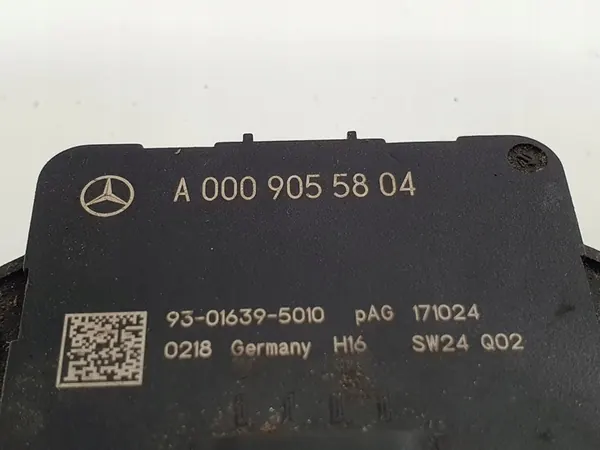 A 000 905 58 04
93-01639-5010 pAG 171024
0218 Germany H16 SW24 Q02